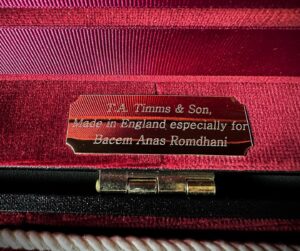 T.A. Timms & Son,
Made in England especially for
Bacem Anas Romdhani